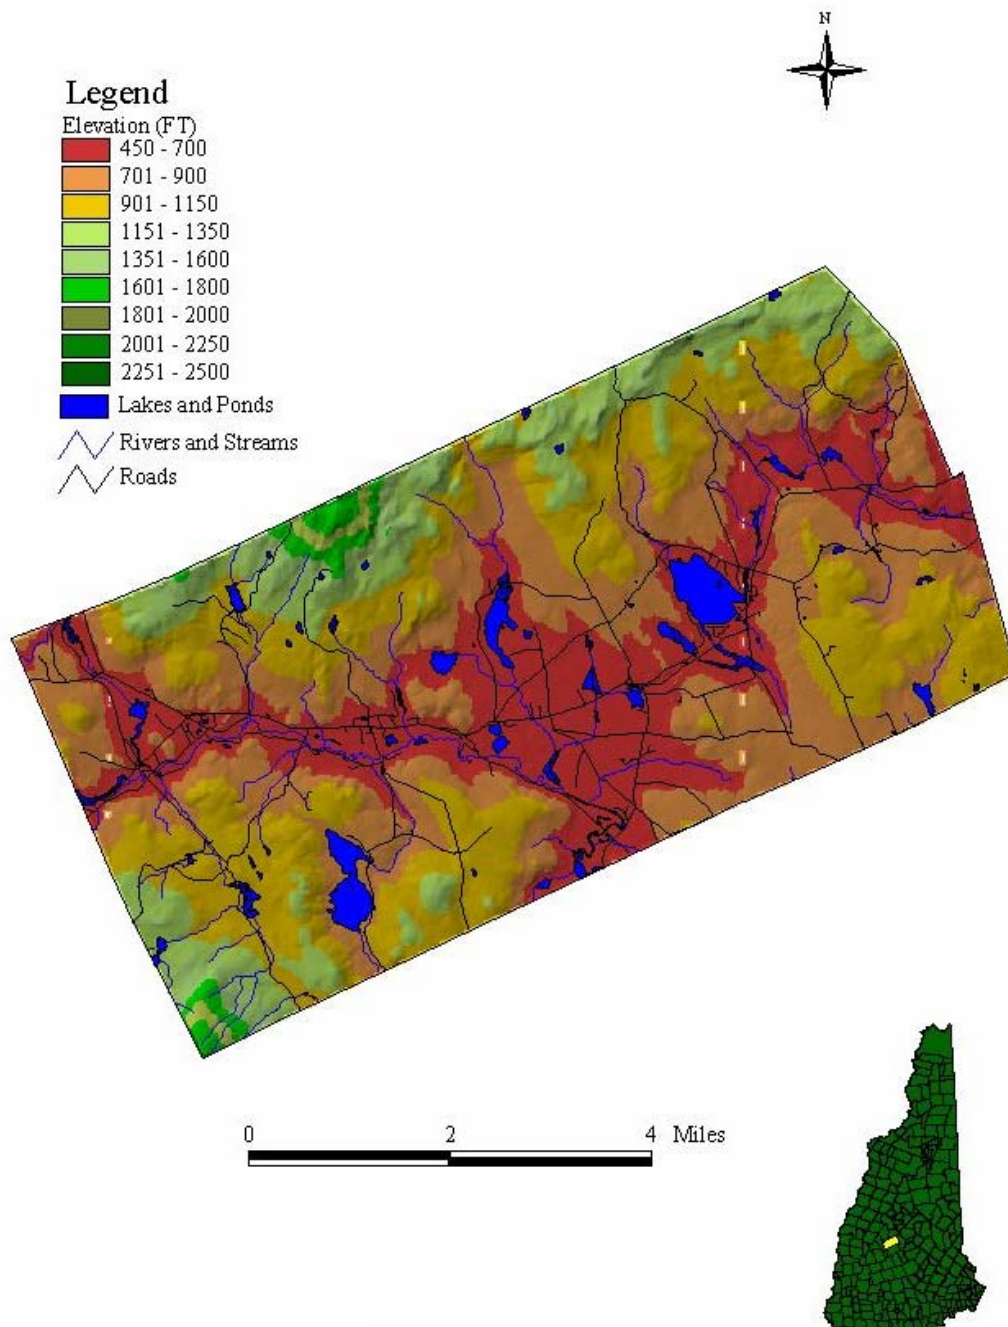 N
Legend
Elevation (FT)
450 - 700
701 - 900
901 - 1150
1151 - 1350
1351 - 1600
1601 - 1800
1801 - 2000
2001 - 2250
2251 - 2500
Lakes and Ponds
Rivers and Streams
Roads
0 2 4 Miles